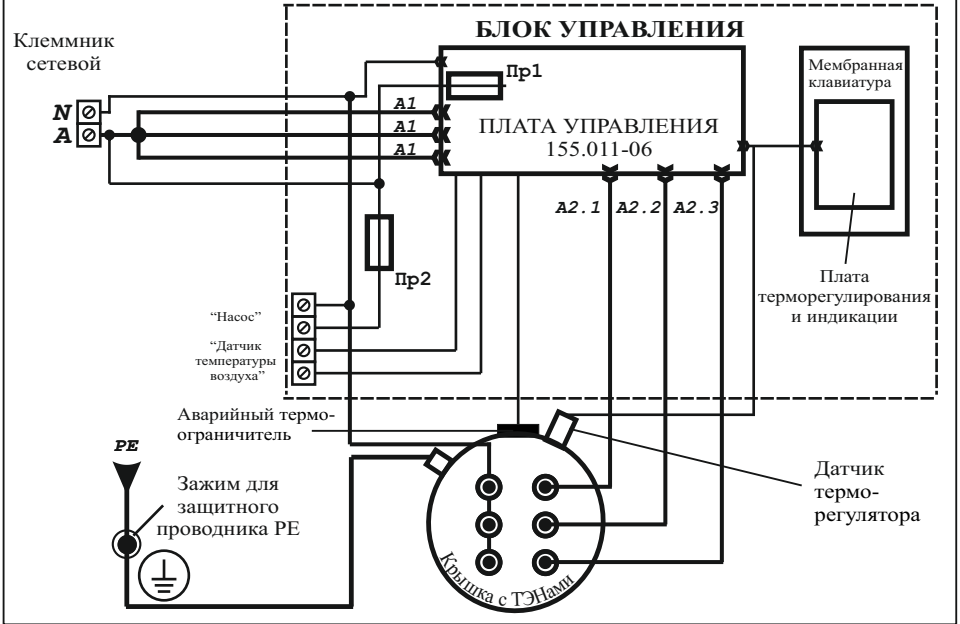 БЛОК УПРАВЛЕНИЯ
Клеммник
сетевой
N
A
Пр1
A1
A1
A1
ПЛАТА УПРАВЛЕНИЯ
155.011-06
Мембранная
клавиатура
A2.1
A2.2
A2.3
Пр2
Плата
терморегулирования
и индикации
“Насос”
“Датчик
температуры
воздуха”
Аварийный термо-
ограничитель
PE
Зажим для
защитного
проводника PE
Датчик
термо-
регулятора
Крышка с ТЭНами